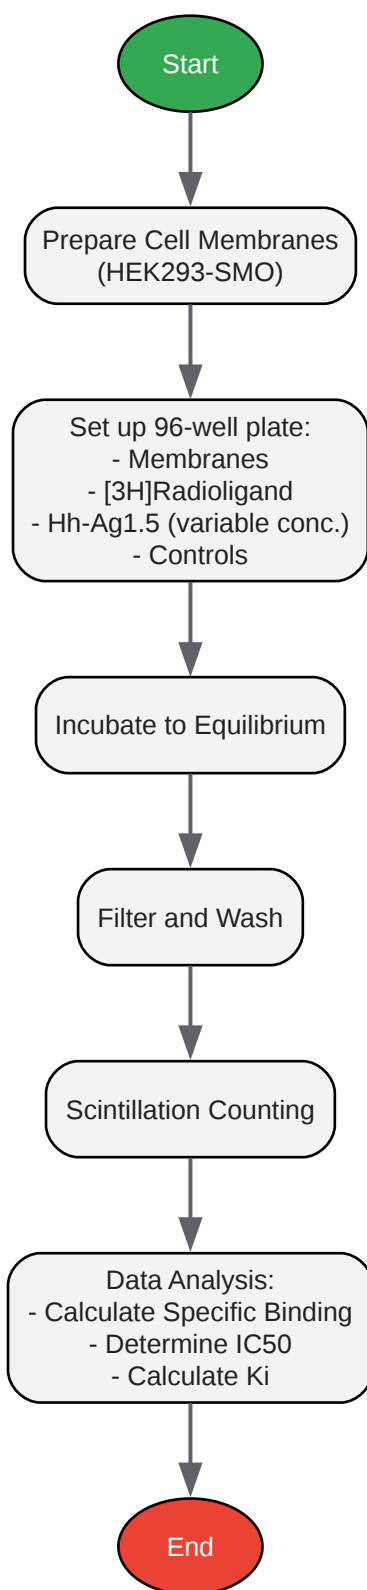 Start
Prepare Cell Membranes
(HEK293-SMO)
Set up 96-well plate:
- Membranes
- [3H]Radioligand
- Hh-Ag1.5 (variable conc.)
- Controls
Incubate to Equilibrium
Filter and Wash
Scintillation Counting
Data Analysis:
- Calculate Specific Binding
- Determine IC50
- Calculate Ki
End